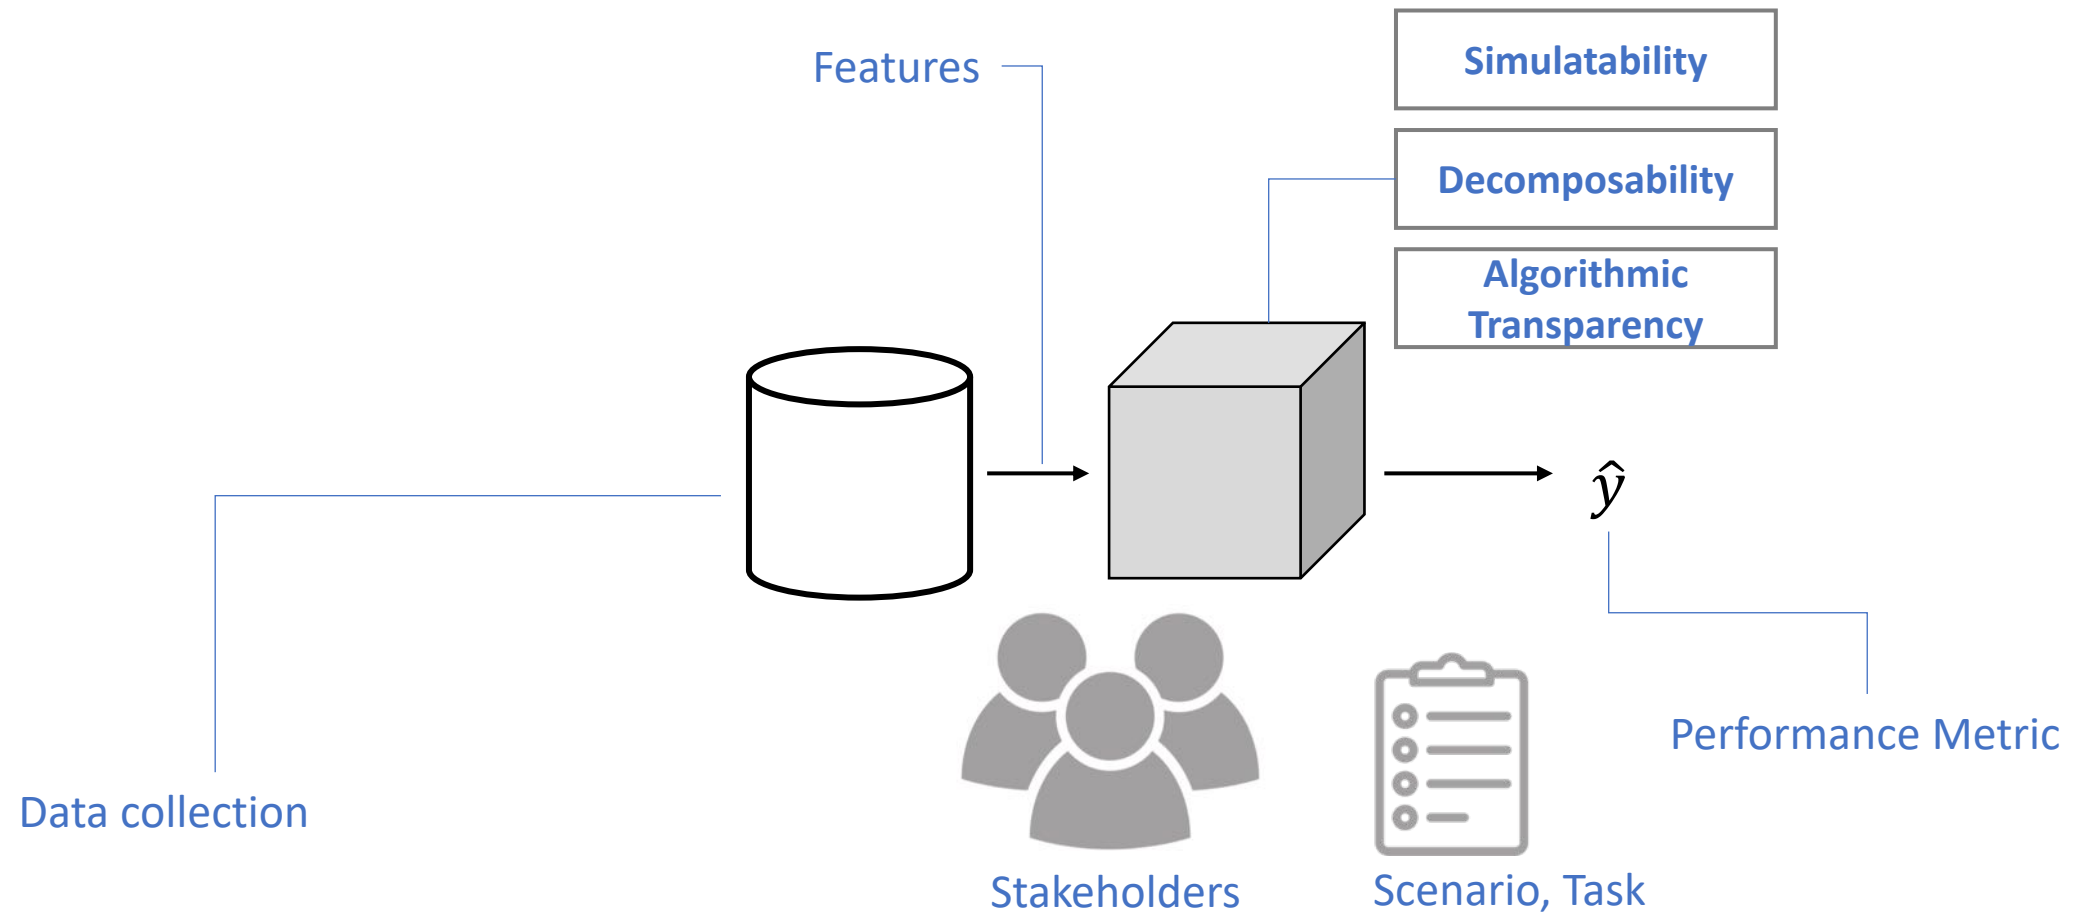 Features
Simulatability
Decomposability
Algorithmic
Transparency
ŷ
Performance Metric
Data collection
Stakeholders
Scenario, Task